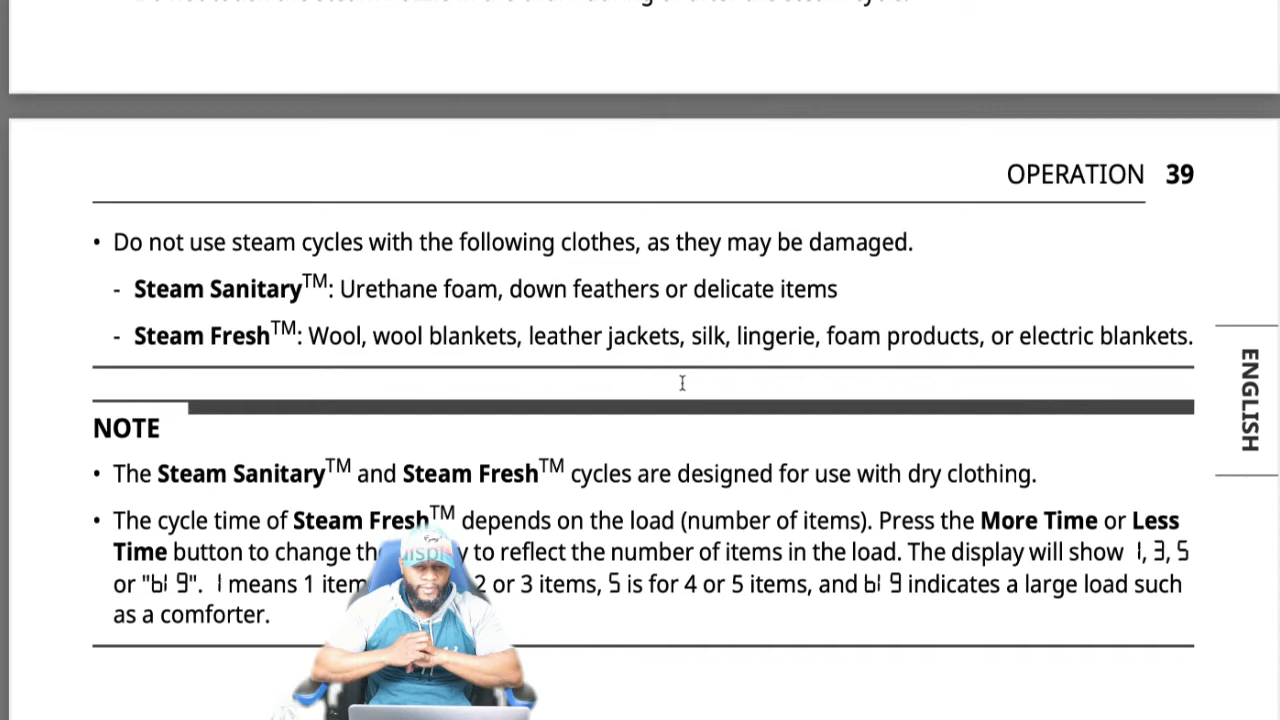 OPERATION 39
• Do not use steam cycles with the following clothes, as they may be damaged.
- Steam Sanitary™: Urethane foam, down feathers or delicate items
- Steam Fresh™: Wool, wool blankets, leather jackets, silk, lingerie, foam products, or electric blankets.
ENGLISH
NOTE
• The Steam Sanitary™ and Steam Fresh™ cycles are designed for use with dry clothing.
• The cycle time of Steam Fresh™ depends on the load (number of items). Press the More Time or Less
Time button to change the display to reflect the number of items in the load. The display will show 1, 3, 5
or "bI 9". 1 means 1 item 2 or 3 items, 5 is for 4 or 5 items, and bI 9 indicates a large load such
as a comforter.